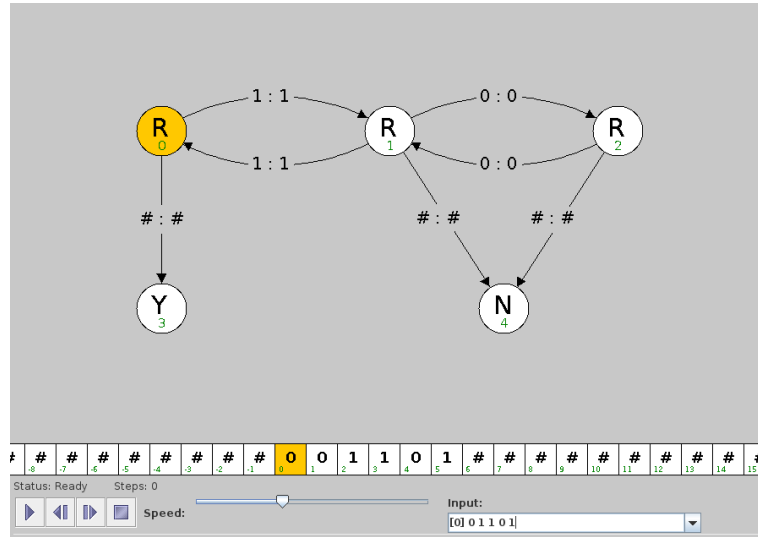 1 : 1 0 : 0
R R R
0 1 2
1 : 1 0 : 0
# : # # : # # : #
Y N
3 4
# # # # # # # # # 0 0 1 1 0 1 # # # # # # # # # #
-8 -7 -6 -5 -4 -3 -2 -1 0 1 2 3 4 5 6 7 8 9 10 11 12 13 14 15
Status: Ready Steps: 0
Speed: Input:
[0] 0 1 1 0 1